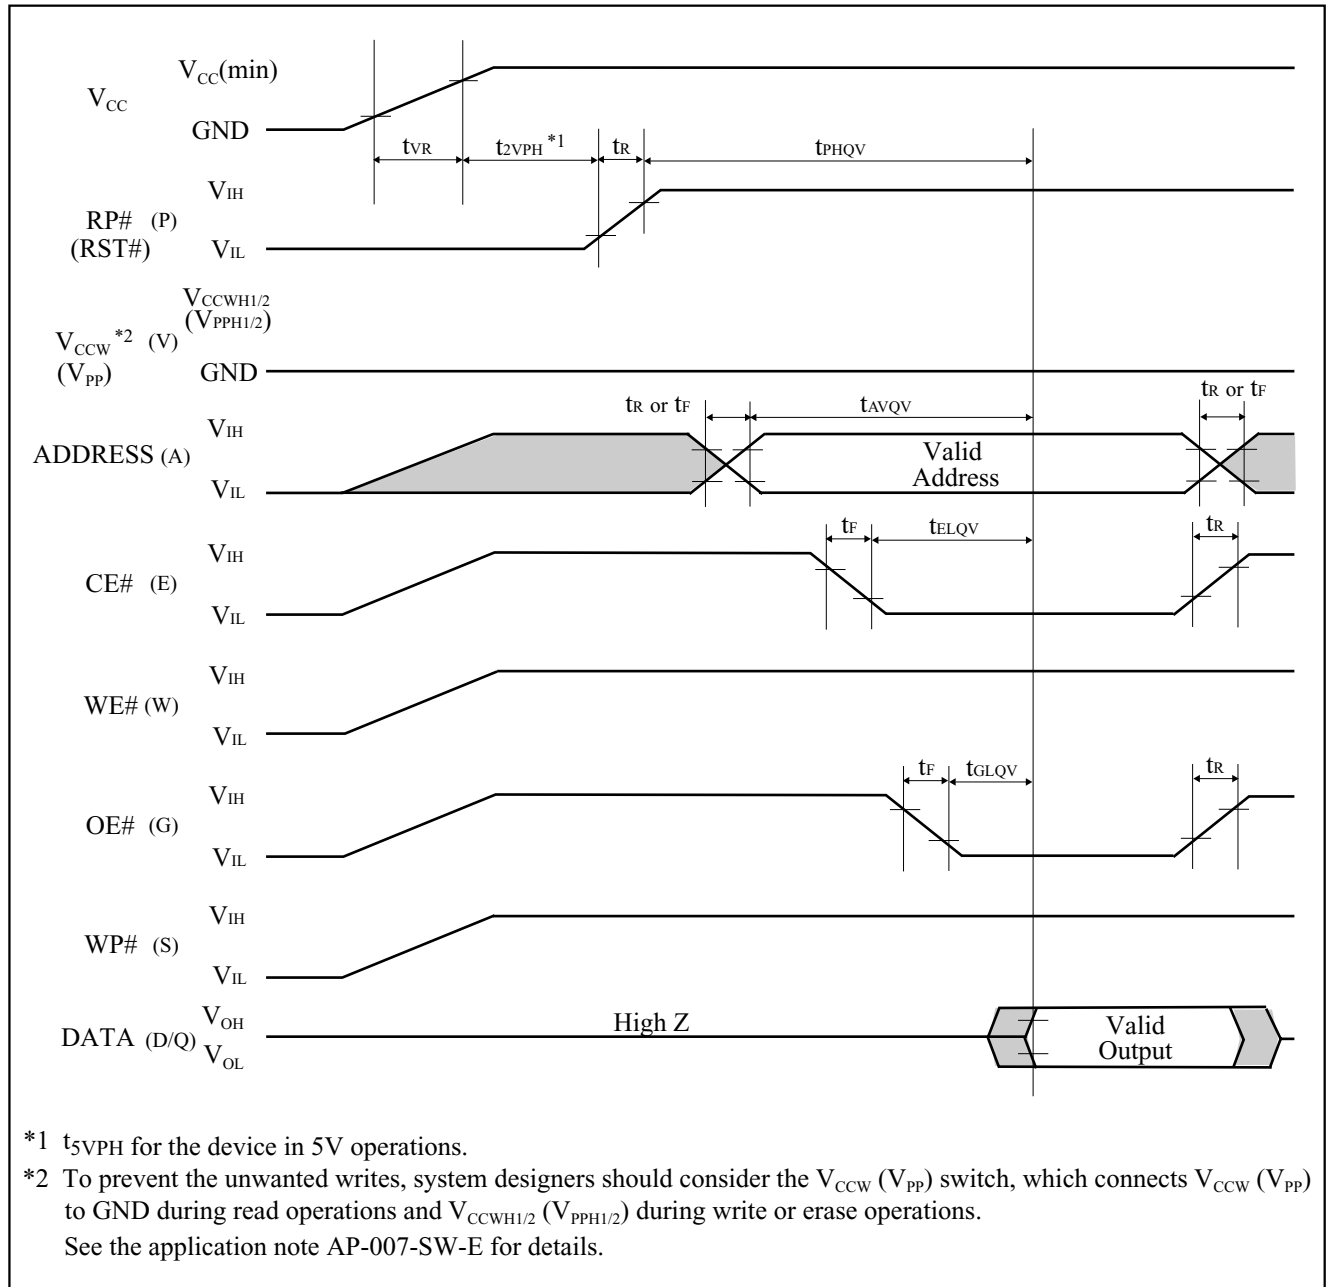 VCC(min)
VCC
GND
tVR
t2VPH *1
tR
tPHQV
VIH
RP# (P)
(RST#)
VIL
VCCWH1/2
(VPPH1/2)
VCCW *2 (V)
(VPP)
GND
tR or tF
tAVQV
tR or tF
VIH
ADDRESS (A)
Valid
Address
VIL
tF
tELQV
tR
VIH
CE# (E)
VIL
VIH
WE# (W)
VIL
tF
tGLQV
tR
VIH
OE# (G)
VIL
VIH
WP# (S)
VIL
VOH
High Z
DATA (D/Q)
Valid
Output
VOL
*1 t5VPH for the device in 5V operations.
*2 To prevent the unwanted writes, system designers should consider the VCCW (VPP) switch, which connects VCCW (VPP)
to GND during read operations and VCCWH1/2 (VPPH1/2) during write or erase operations.
See the application note AP-007-SW-E for details.